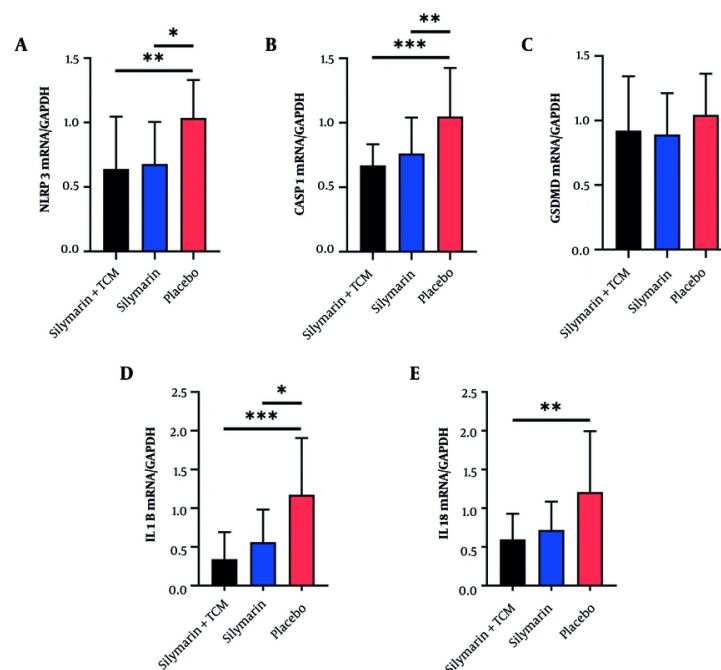 A
NLRP 3 mRNA/GAPDH
1.5
1.0
0.5
0.0
*
**
Silymarin + TCM
Silymarin
Placebo
B
CASP 1 mRNA/GAPDH
1.5
1.0
0.5
0.0
**
***
Silymarin + TCM
Silymarin
Placebo
C
GSDMD mRNA/GAPDH
1.5
1.0
0.5
0.0
Silymarin + TCM
Silymarin
Placebo
D
IL 1 B mRNA/GAPDH
2.5
2.0
1.5
1.0
0.5
0.0
*
***
Silymarin + TCM
Silymarin
Placebo
E
IL 18 mRNA/GAPDH
2.5
2.0
1.5
1.0
0.5
0.0
**
Silymarin + TCM
Silymarin
Placebo